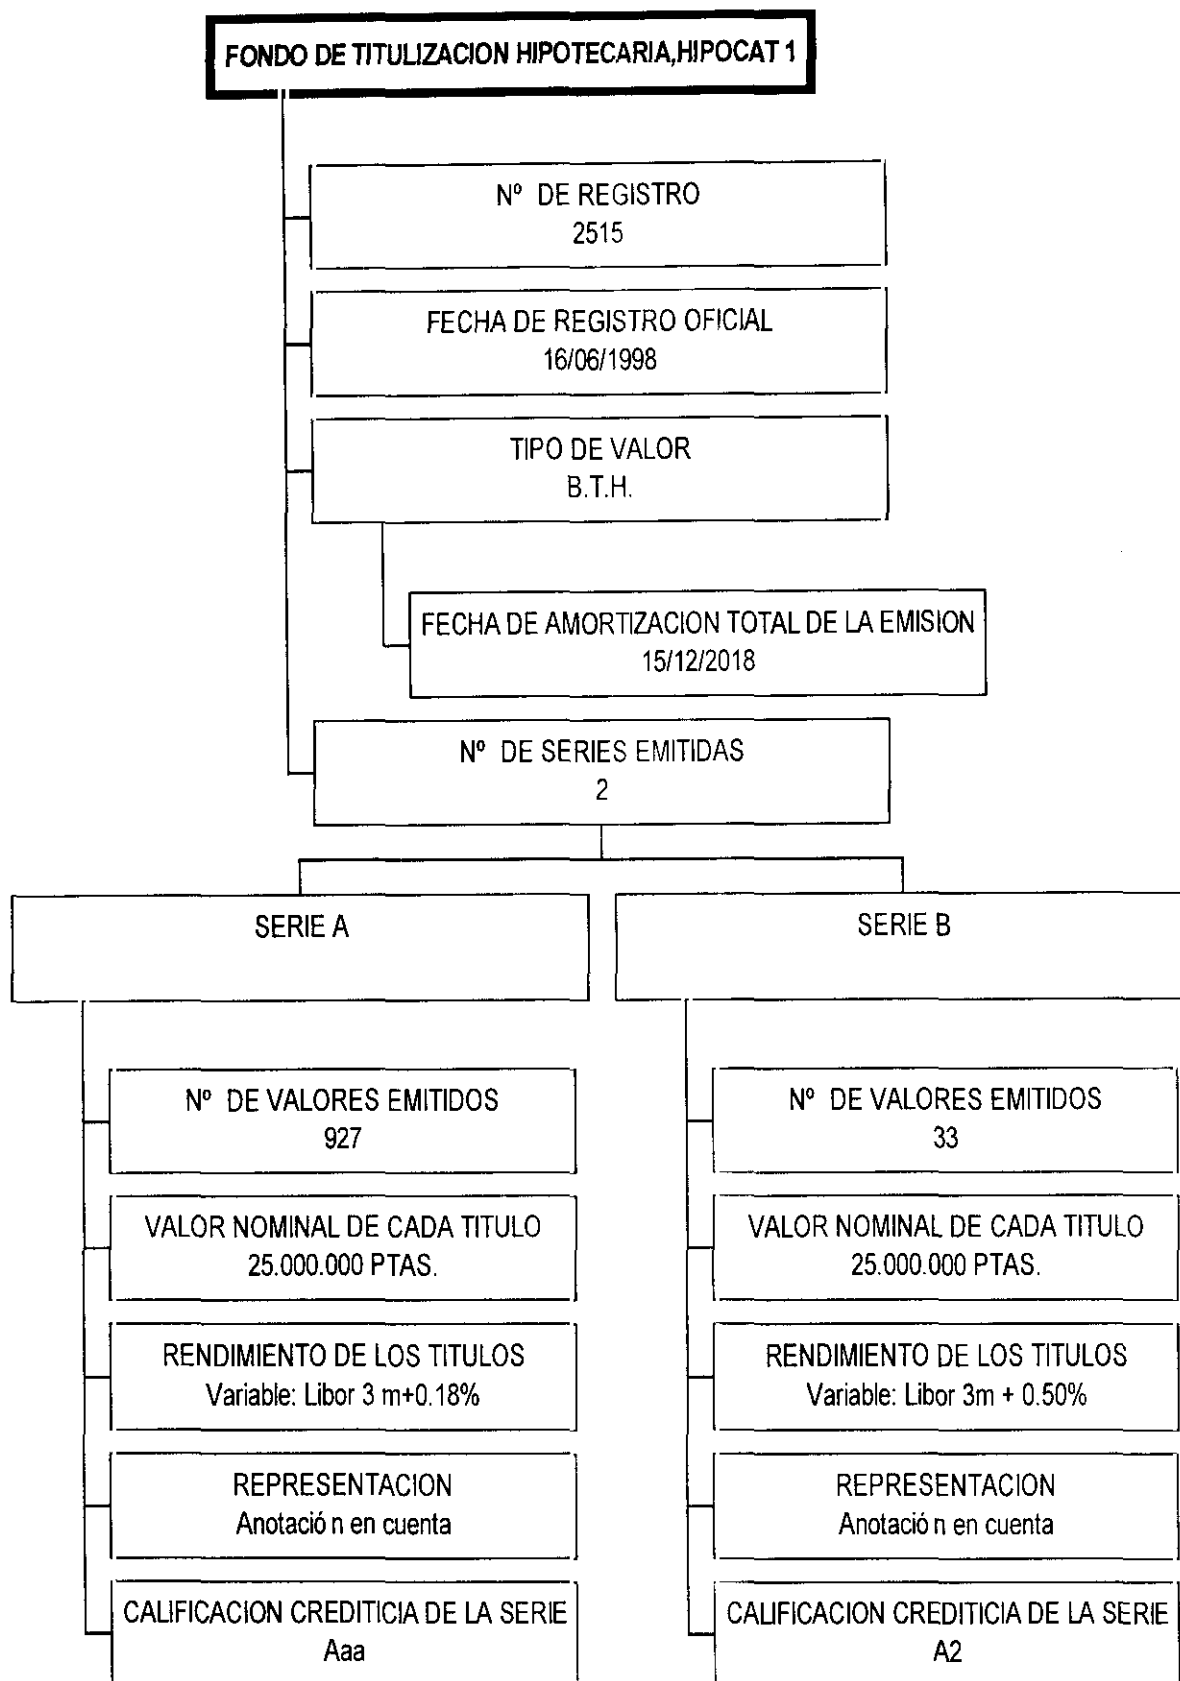 FONDO DE TITULIZACION HIPOTECARIA,HIPOCAT 1
Nº DE REGISTRO
2515
FECHA DE REGISTRO OFICIAL
16/06/1998
TIPO DE VALOR
B.T.H.
FECHA DE AMORTIZACION TOTAL DE LA EMISION
15/12/2018
Nº DE SERIES EMITIDAS
2
SERIE A
Nº DE VALORES EMITIDOS
927
VALOR NOMINAL DE CADA TITULO
25.000.000 PTAS.
RENDIMIENTO DE LOS TITULOS
Variable: Libor 3 m+0.18%
REPRESENTACION
Anotación en cuenta
CALIFICACION CREDITICIA DE LA SERIE
Aaa
SERIE B
Nº DE VALORES EMITIDOS
33
VALOR NOMINAL DE CADA TITULO
25.000.000 PTAS.
RENDIMIENTO DE LOS TITULOS
Variable: Libor 3m + 0.50%
REPRESENTACION
Anotación en cuenta
CALIFICACION CREDITICIA DE LA SERIE
A2